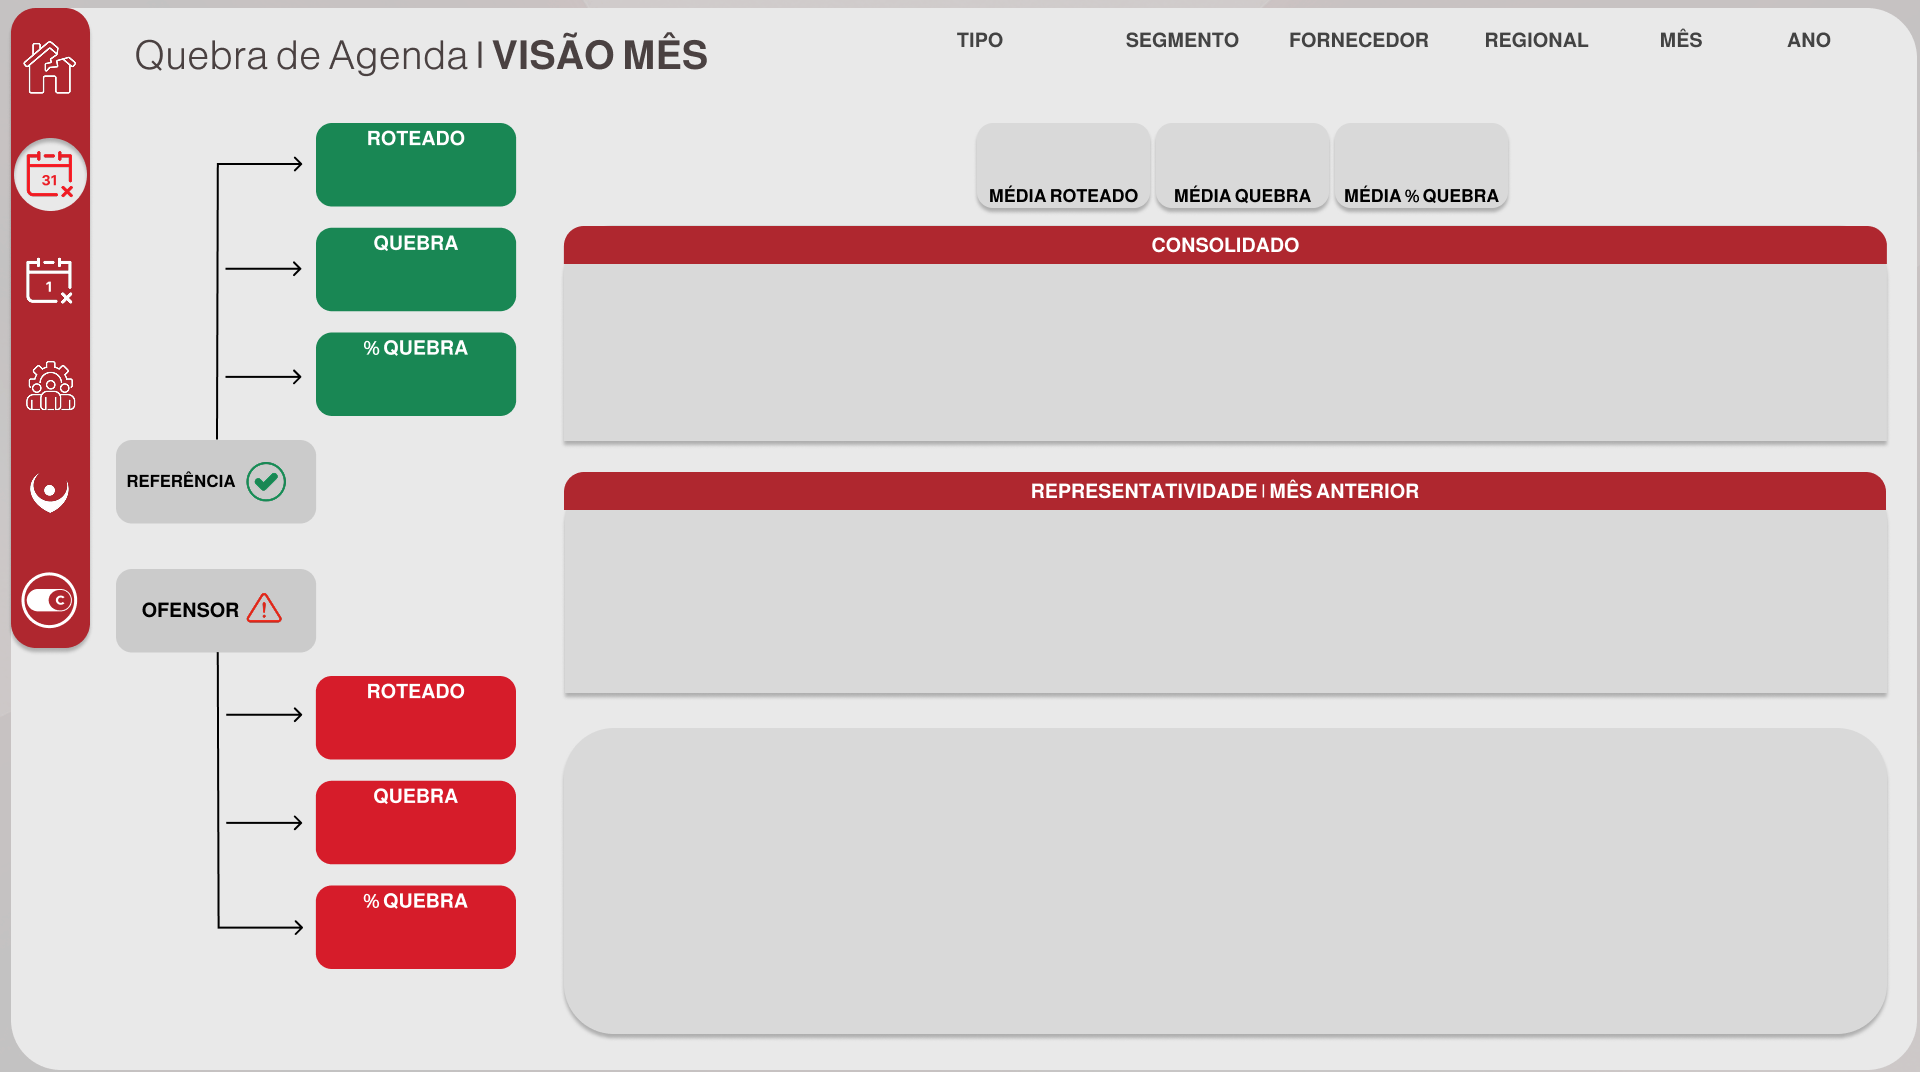 Quebra de Agenda | VISÃO MÊS
TIPO
SEGMENTO
FORNECEDOR
REGIONAL
MÊS
ANO
31
1
C
ROTEADO
QUEBRA
% QUEBRA
REFERÊNCIA
OFENSOR
ROTEADO
QUEBRA
% QUEBRA
MÉDIA ROTEADO
MÉDIA QUEBRA
MÉDIA % QUEBRA
CONSOLIDADO
REPRESENTATIVIDADE | MÊS ANTERIOR